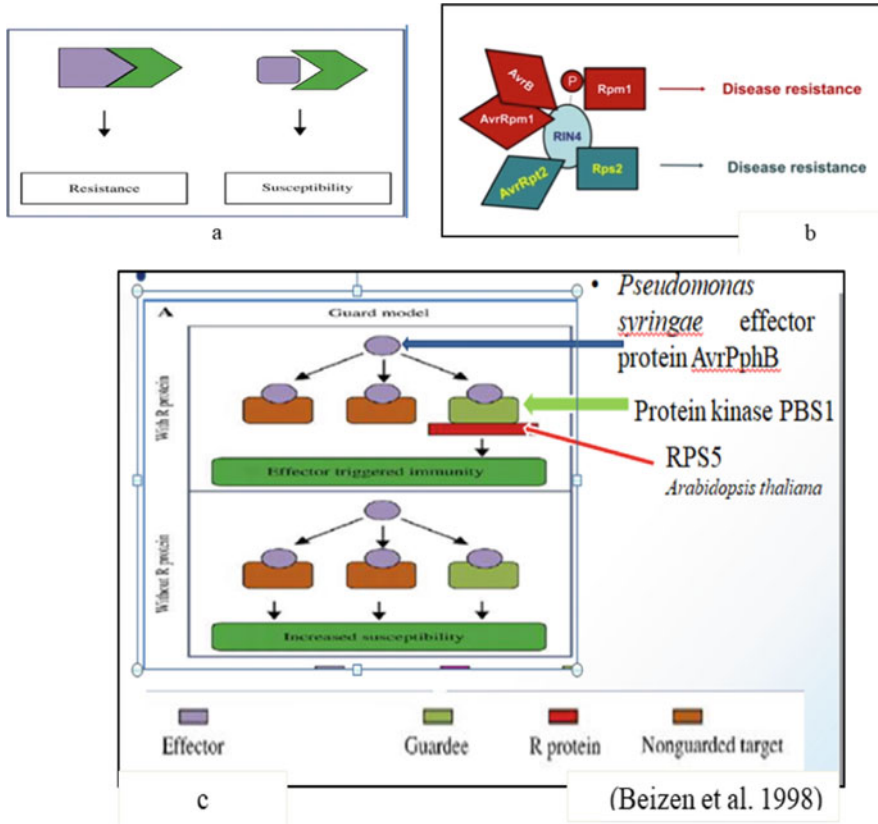 Resistance
Susceptibility
a
AvrB
P
Rpm1
Disease resistance
AvrRpm1
RIN4
AvrRpt2
Rps2
Disease resistance
b
A
Guard model
With R protein
Effector triggered immunity
Without R protein
Increased susceptibility
• Pseudomonas
syringae effector
protein AvrPphB
Protein kinase PBS1
RPS5
Arabidopsis thaliana
Effector
Guardee
R protein
Nonguarded target
c
(Beizen et al. 1998)